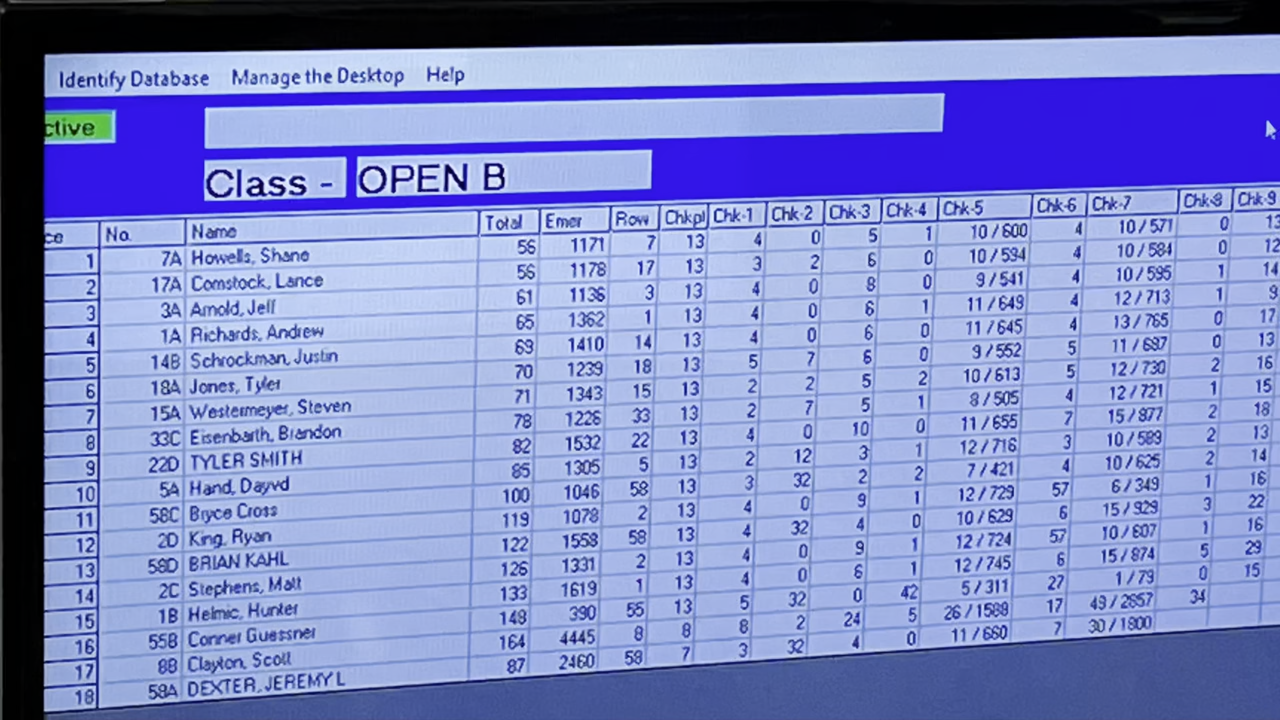 Identify Database Manage the Desktop Help
ctive
Class - OPEN B
ce No. Name Total Emer Row Chkpt Chk-1 Chk-2 Chk-3 Chk-4 Chk-5 Chk-6 Chk-7 Chk-8 Chk-9
1 7A Howells, Shane 56 1171 7 13 4 0 5 1 10 / 600 4 10 / 571 0 13
2 17A Comstock, Lance 56 1178 17 13 3 2 6 0 10 / 594 4 10 / 584 0 12
3 3A Arnold, Jeff 61 1136 3 13 4 0 8 0 9 / 541 4 10 / 595 1 14
4 1A Richards, Andrew 65 1362 1 13 4 0 6 1 11 / 649 4 12 / 713 1 9
5 14B Schrockman, Justin 69 1410 14 13 4 0 6 0 11 / 645 4 13 / 765 0 17
6 18A Jones, Tyler 70 1239 18 13 5 7 6 0 9 / 552 5 11 / 687 0 13
7 15A Westermeyer, Steven 71 1343 15 13 2 2 5 2 10 / 613 5 12 / 730 2 16
8 33C Eisenbarth, Brandon 78 1226 33 13 2 7 5 1 8 / 505 4 12 / 721 1 15
9 22D TYLER SMITH 82 1532 22 13 4 0 10 0 11 / 655 7 15 / 877 2 18
10 5A Hand, Dayvd 85 1305 5 13 2 12 3 1 12 / 716 3 10 / 589 2 13
11 58C Bryce Cross 100 1046 58 13 3 32 2 2 7 / 421 4 10 / 625 2 14
12 2D King, Ryan 119 1078 2 13 4 0 9 1 12 / 729 57 6 / 349 1 16
13 58D BRIAN KAHL 122 1558 58 13 4 32 4 0 10 / 629 6 15 / 929 3 22
14 2C Stephens, Matt 126 1331 2 13 4 0 9 1 12 / 724 57 10 / 607 1 16
15 1B Helmic, Hunter 133 1619 1 13 4 0 6 1 12 / 745 6 15 / 874 5 29
16 55B Conner Guessner 148 390 55 13 5 32 0 42 5 / 311 27 1 / 79 0 15
17 8B Clayton, Scott 164 4445 8 8 8 2 24 5 26 / 1588 17 49 / 2857 34
18 58A DEXTER, JEREMY L 87 2460 58 7 3 32 4 0 11 / 660 7 30 / 1800